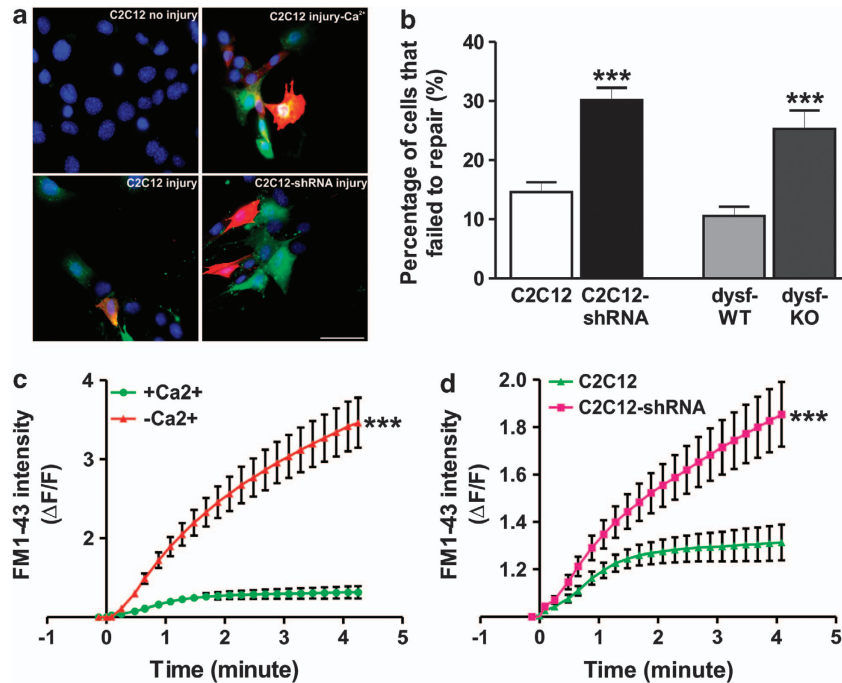 a
C2C12 no injury
C2C12 injury-Ca²⁺
C2C12 injury
C2C12-shRNA injury
b
Percentage of cells that
failed to repair (%)
40
30
20
10
0
***
***
C2C12
C2C12-
shRNA
dysf-
WT
dysf-
KO
c
FM1-43 intensity
(ΔF/F)
4
3
2
+Ca2+
-Ca2+
***
-1
0
1
2
3
4
5
Time (minute)
d
FM1-43 intensity
(ΔF/F)
2.0
1.8
1.6
1.4
1.2
C2C12
C2C12-shRNA
***
-1
0
1
2
3
4
5
Time (minute)